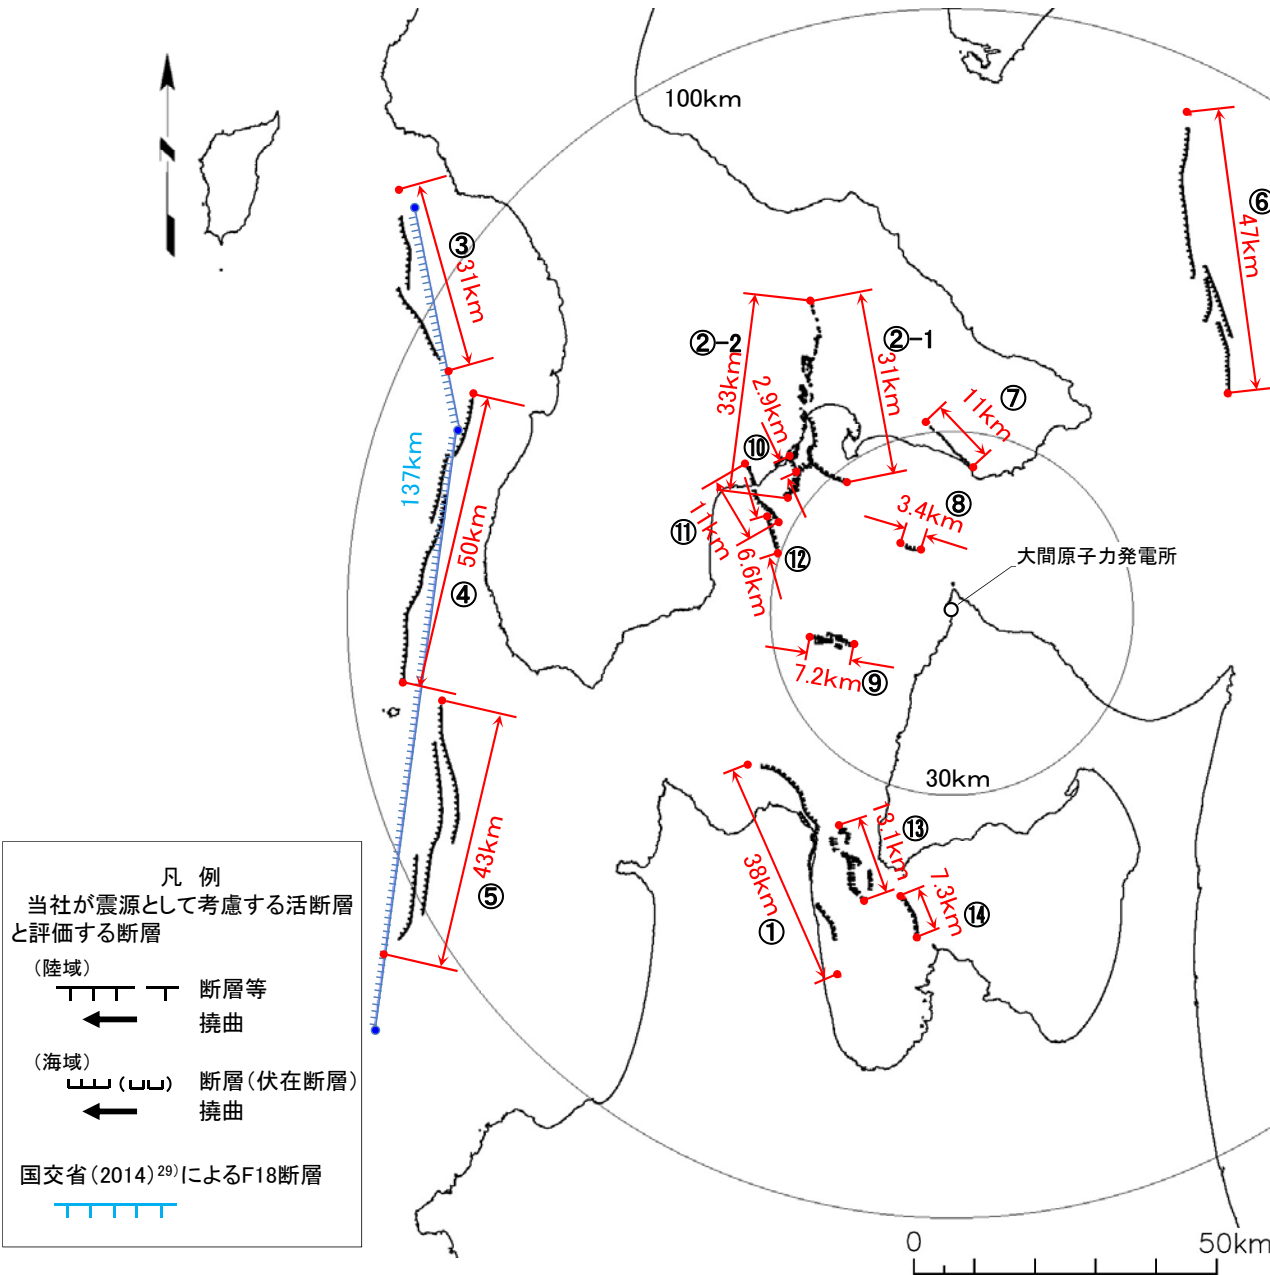 100km
③
31km
⑥
47km
②-2
②-1
33km
31km
2.9km
⑦
11km
137km
⑩
50km
④
⑪
11km
6.6km
⑫
⑧
3.4km
大間原子力発電所
7.2km
⑨
30km
43km
⑤
38km
①
13.1km
⑬
7.3km
⑭
凡 例
当社が震源として考慮する活断層
と評価する断層
(陸域)
断層等
撓曲
(海域)
( )
断層(伏在断層)
撓曲
国交省(2014)29)によるF18断層
0 50km